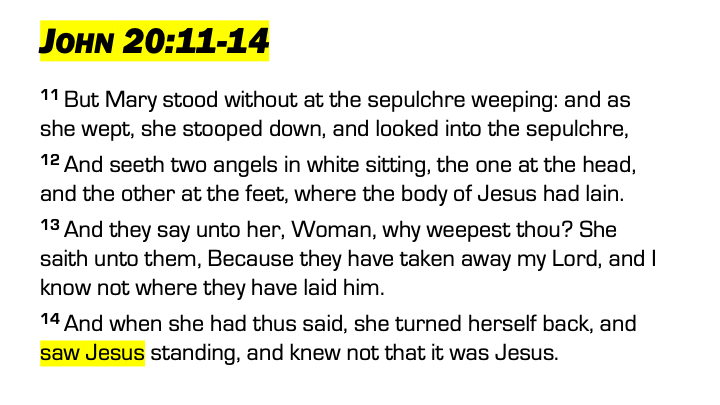 JOHN 20:11-14
11 But Mary stood without at the sepulchre weeping: and as
she wept, she stooped down, and looked into the sepulchre,
12 And seeth two angels in white sitting, the one at the head,
and the other at the feet, where the body of Jesus had lain.
13 And they say unto her, Woman, why weepest thou? She
saith unto them, Because they have taken away my Lord, and I
know not where they have laid him.
14 And when she had thus said, she turned herself back, and
saw Jesus standing, and knew not that it was Jesus.